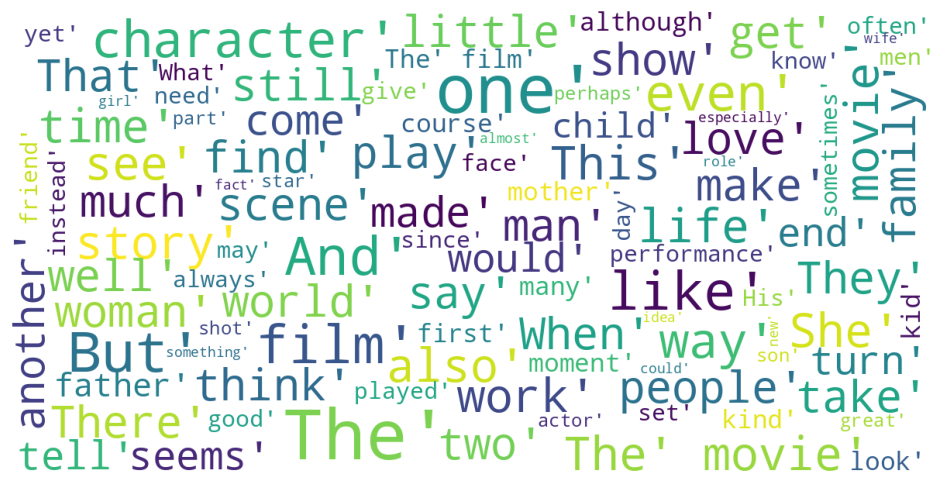 yet' character' little' although' get' often'
wife'
The' film' show' know' men'
That' What' still' one' even' movie'
girl' need' give' perhaps'
time' part' come' course' child' especially' love'
almost'
see' find' play' face' This' role' sometimes' family'
friend' instead' fact' star' mother' make'
much' scene' made' man' day' life' end'
story' may' since' would' performance'
well' always' And' like' They'
another' woman' world' say' many' His' kid'
shot' first' When' idea' new' She'
But' something' film' also' moment' way' son' turn'
could'
father' think' played' work' people' take'
There' good' The' two' actor' set' kind' great'
tell' seems' The' movie' look'